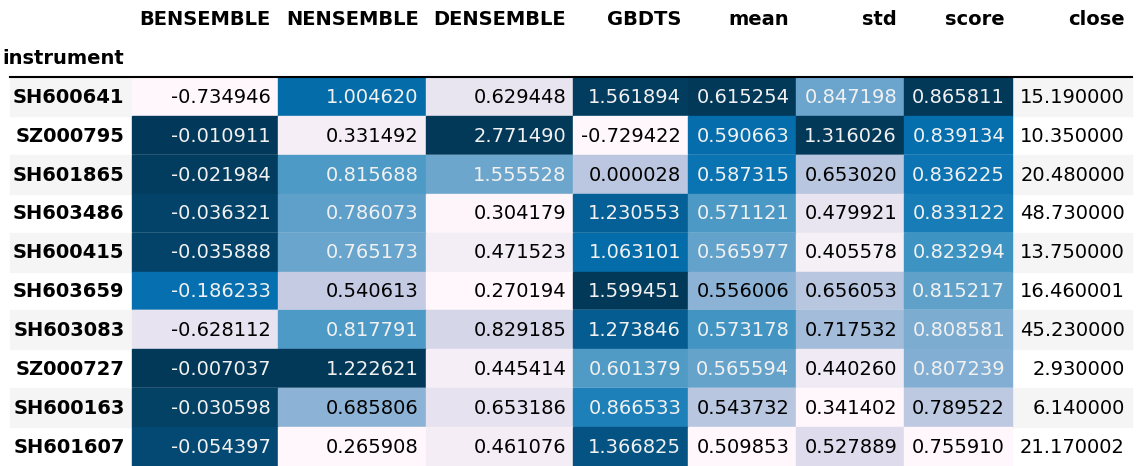 BENSEMBLE NENSEMBLE DENSEMBLE GBDTS mean std score close
instrument
SH600641 -0.734946 1.004620 0.629448 1.561894 0.615254 0.847198 0.865811 15.190000
SZ000795 -0.010911 0.331492 2.771490 -0.729422 0.590663 1.316026 0.839134 10.350000
SH601865 -0.021984 0.815688 1.555528 0.000028 0.587315 0.653020 0.836225 20.480000
SH603486 -0.036321 0.786073 0.304179 1.230553 0.571121 0.479921 0.833122 48.730000
SH600415 -0.035888 0.765173 0.471523 1.063101 0.565977 0.405578 0.823294 13.750000
SH603659 -0.186233 0.540613 0.270194 1.599451 0.556006 0.656053 0.815217 16.460001
SH603083 -0.628112 0.817791 0.829185 1.273846 0.573178 0.717532 0.808581 45.230000
SZ000727 -0.007037 1.222621 0.445414 0.601379 0.565594 0.440260 0.807239 2.930000
SH600163 -0.030598 0.685806 0.653186 0.866533 0.543732 0.341402 0.789522 6.140000
SH601607 -0.054397 0.265908 0.461076 1.366825 0.509853 0.527889 0.755910 21.170002